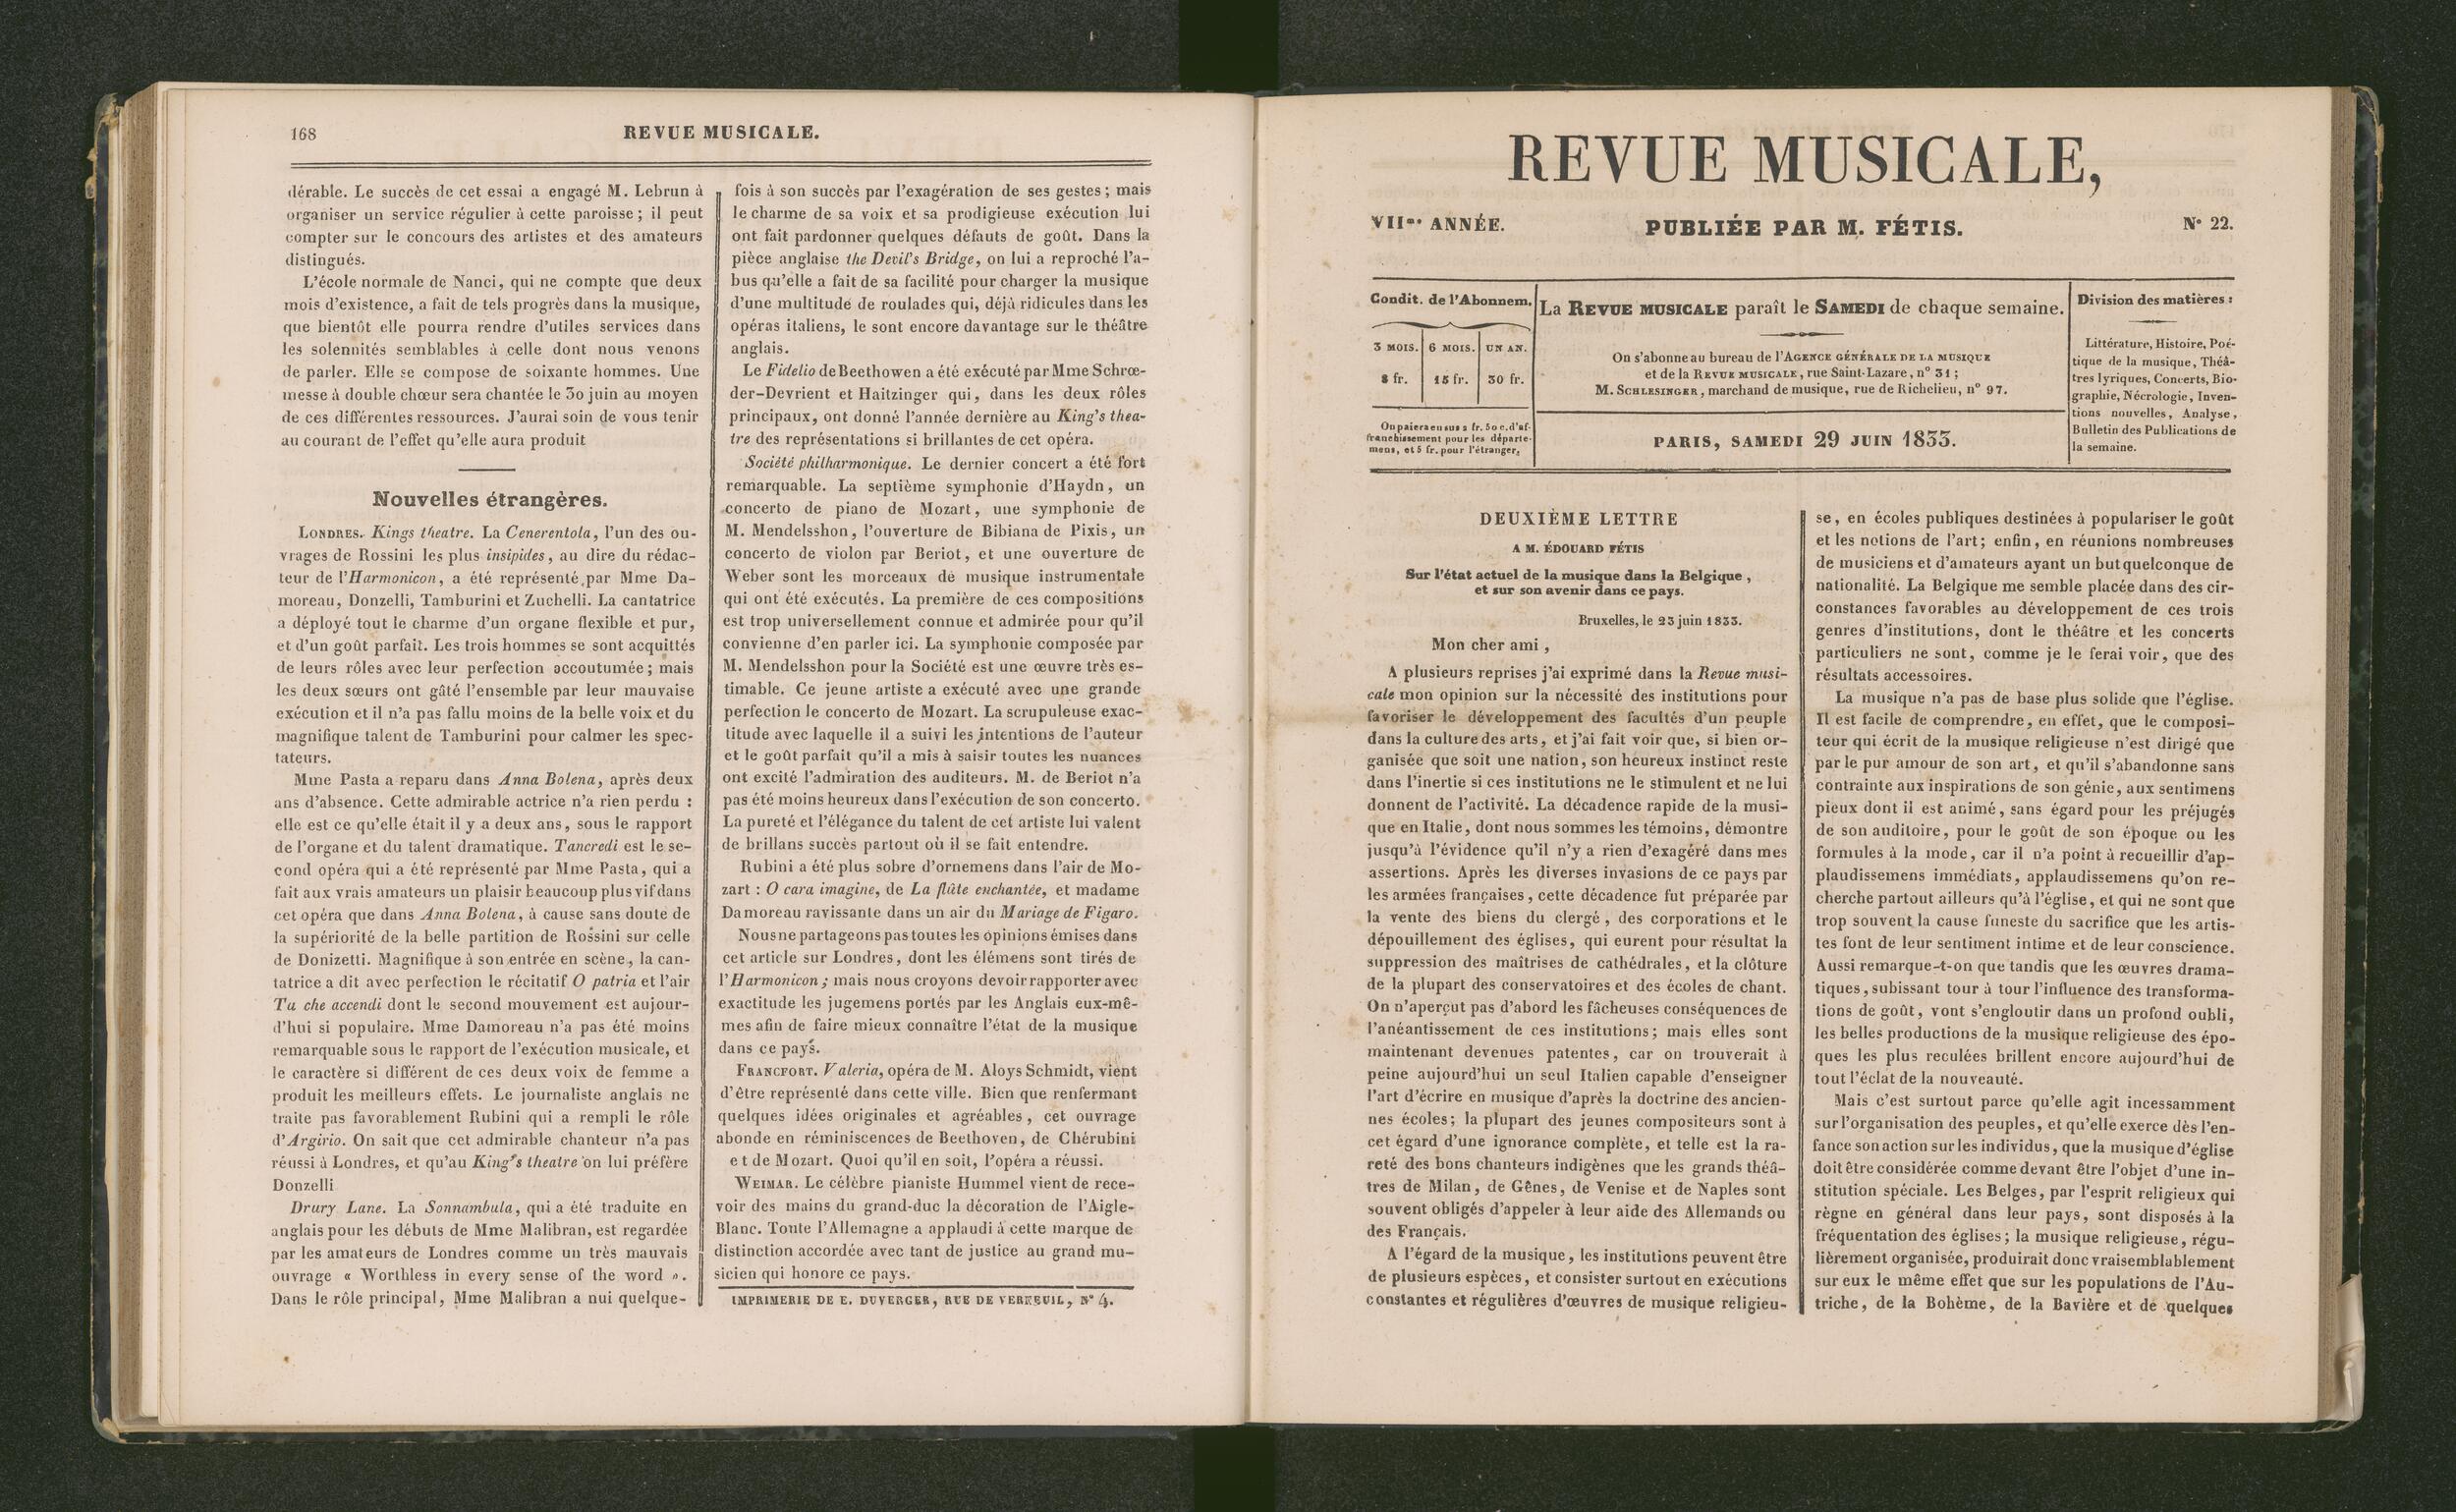 168
REVUE MUSICALE.
dérable. Le succès de cet essai a engagé M. Lebrun à
organiser un service régulier à cette paroisse ; il peut
compter sur le concours des artistes et des amateurs
distingués.
L'école normale de Nanci, qui ne compte que deux
mois d'existence, a fait de tels progrès dans la musique,
que bientôt elle pourra rendre d'utiles services dans
les solennités semblables à celle dont nous venons
de parler. Elle se compose de soixante hommes. Une
messe à double chœur sera chantée le 30 juin au moyen
de ces différentes ressources. J'aurai soin de vous tenir
au courant de l'effet qu'elle aura produit
Nouvelles étrangères.
LONDRES. Kings theatre. La Cenerentola, l'un des ou-
vrages de Rossini les plus insipides, au dire du rédac-
teur de l'Harmonicon, a été représenté par Mme Da-
moreau, Donzelli, Tamburini et Zuchelli. La cantatrice
a déployé tout le charme d'un organe flexible et pur,
et d'un goût parfait. Les trois hommes se sont acquittés
de leurs rôles avec leur perfection accoutumée ; mais
les deux sœurs ont gâté l'ensemble par leur mauvaise
exécution et il n'a pas fallu moins de la belle voix et du
magnifique talent de Tamburini pour calmer les spec-
tateurs.
Mme Pasta a reparu dans Anna Bolena, après deux
ans d'absence. Cette admirable actrice n'a rien perdu :
elle est ce qu'elle était il y a deux ans, sous le rapport
de l'organe et du talent dramatique. Tancredi est le se-
cond opéra qui a été représenté par Mme Pasta, qui a
fait aux vrais amateurs un plaisir beaucoup plus vif dans
cet opéra que dans Anna Bolena, à cause sans doute de
la supériorité de la belle partition de Rossini sur celle
de Donizetti. Magnifique à son entrée en scène, la can-
tatrice a dit avec perfection le récitatif O patria et l'air
Tu che accendi dont le second mouvement est aujour-
d'hui si populaire. Mme Damoreau n'a pas été moins
remarquable sous le rapport de l'exécution musicale, et
le caractère si différent de ces deux voix de femme a
produit les meilleurs effets. Le journaliste anglais ne
traite pas favorablement Rubini qui a rempli le rôle
d'Argirio. On sait que cet admirable chanteur n'a pas
réussi à Londres, et qu'au King's theatre on lui préfère
Donzelli
Drury Lane. La Sonnambula, qui a été traduite en
anglais pour les débuts de Mme Malibran, est regardée
par les amateurs de Londres comme un très mauvais
ouvrage « Worthless in every sense of the word ».
Dans le rôle principal, Mme Malibran a nui quelque-
fois à son succès par l'exagération de ses gestes ; mais
le charme de sa voix et sa prodigieuse exécution lui
ont fait pardonner quelques défauts de goût. Dans la
pièce anglaise the Devil's Bridge, on lui a reproché l'a-
bus qu'elle a fait de sa facilité pour charger la musique
d'une multitude de roulades qui, déjà ridicules dans les
opéras italiens, le sont encore davantage sur le théâtre
anglais.
Le Fidelio de Beethowen a été exécuté par Mme Schrœ-
der-Devrient et Haitzinger qui, dans les deux rôles
principaux, ont donné l'année dernière au King's thea-
tre des représentations si brillantes de cet opéra.
Société philharmonique. Le dernier concert a été fort
remarquable. La septième symphonie d'Haydn, un
concerto de piano de Mozart, une symphonie de
M. Mendelsshon, l'ouverture de Bibiana de Pixis, un
concerto de violon par Beriot, et une ouverture de
Weber sont les morceaux de musique instrumentale
qui ont été exécutés. La première de ces compositions
est trop universellement connue et admirée pour qu'il
convienne d'en parler ici. La symphonie composée par
M. Mendelsshon pour la Société est une œuvre très es-
timable. Ce jeune artiste a exécuté avec une grande
perfection le concerto de Mozart. La scrupuleuse exac-
titude avec laquelle il a suivi les intentions de l'auteur
et le goût parfait qu'il a mis à saisir toutes les nuances
ont excité l'admiration des auditeurs. M. de Beriot n'a
pas été moins heureux dans l'exécution de son concerto.
La pureté et l'élégance du talent de cet artiste lui valent
de brillans succès partout où il se fait entendre.
Rubini a été plus sobre d'ornemens dans l'air de Mo-
zart : O cara imagine, de La flûte enchantée, et madame
Damoreau ravissante dans un air du Mariage de Figaro.
Nous ne partageons pas toutes les opinions émises dans
cet article sur Londres, dont les élémens sont tirés de
l'Harmonicon ; mais nous croyons devoir rapporter avec
exactitude les jugemens portés par les Anglais eux-mê-
mes afin de faire mieux connaître l'état de la musique
dans ce pays.
FRANCFORT. Valeria, opéra de M. Aloys Schmidt, vient
d'être représenté dans cette ville. Bien que renfermant
quelques idées originales et agréables, cet ouvrage
abonde en réminiscences de Beethoven, de Chérubini
et de Mozart. Quoi qu'il en soit, l'opéra a réussi.
WEIMAR. Le célèbre pianiste Hummel vient de rece-
voir des mains du grand-duc la décoration de l'Aigle-
Blanc. Toute l'Allemagne a applaudi à cette marque de
distinction accordée avec tant de justice au grand mu-
sicien qui honore ce pays.
IMPRIMERIE DE E. DUVERGER, RUE DE VERNEUIL, N° 4.
REVUE MUSICALE,
VIIme ANNÉE.
PUBLIÉE PAR M. FÉTIS.
N° 22.
Condit. de l'Abonnem.
3 MOIS. 6 MOIS. UN AN.
8 fr. 15 fr. 30 fr.
On paiera en sus 2 fr. 50 c. d'af-
franchissement pour les départe-
mens, et 5 fr. pour l'étranger.
La REVUE MUSICALE paraît le SAMEDI de chaque semaine.
On s'abonne au bureau de l'AGENCE GÉNÉRALE DE LA MUSIQUE
et de la REVUE MUSICALE, rue Saint-Lazare, n° 31 ;
M. SCHLESINGER, marchand de musique, rue de Richelieu, n° 97.
PARIS, SAMEDI 29 JUIN 1833.
Division des matières :
Littérature, Histoire, Poé-
tique de la musique, Théâ-
tres lyriques, Concerts, Bio-
graphie, Nécrologie, Inven-
tions nouvelles, Analyse,
Bulletin des Publications de
la semaine.
DEUXIÈME LETTRE
A M. ÉDOUARD FÉTIS
Sur l'état actuel de la musique dans la Belgique,
et sur son avenir dans ce pays.
Bruxelles, le 23 juin 1833.
Mon cher ami,
A plusieurs reprises j'ai exprimé dans la Revue musi-
cale mon opinion sur la nécessité des institutions pour
favoriser le développement des facultés d'un peuple
dans la culture des arts, et j'ai fait voir que, si bien or-
ganisée que soit une nation, son heureux instinct reste
dans l'inertie si ces institutions ne le stimulent et ne lui
donnent de l'activité. La décadence rapide de la musi-
que en Italie, dont nous sommes les témoins, démontre
jusqu'à l'évidence qu'il n'y a rien d'exagéré dans mes
assertions. Après les diverses invasions de ce pays par
les armées françaises, cette décadence fut préparée par
la vente des biens du clergé, des corporations et le
dépouillement des églises, qui eurent pour résultat la
suppression des maîtrises de cathédrales, et la clôture
de la plupart des conservatoires et des écoles de chant.
On n'aperçut pas d'abord les fâcheuses conséquences de
l'anéantissement de ces institutions ; mais elles sont
maintenant devenues patentes, car on trouverait à
peine aujourd'hui un seul Italien capable d'enseigner
l'art d'écrire en musique d'après la doctrine des ancien-
nes écoles ; la plupart des jeunes compositeurs sont à
cet égard d'une ignorance complète, et telle est la ra-
reté des bons chanteurs indigènes que les grands théâ-
tres de Milan, de Gênes, de Venise et de Naples sont
souvent obligés d'appeler à leur aide des Allemands ou
des Français.
A l'égard de la musique, les institutions peuvent être
de plusieurs espèces, et consister surtout en exécutions
constantes et régulières d'œuvres de musique religieu-
se, en écoles publiques destinées à populariser le goût
et les notions de l'art ; enfin, en réunions nombreuses
de musiciens et d'amateurs ayant un but quelconque de
nationalité. La Belgique me semble placée dans des cir-
constances favorables au développement de ces trois
genres d'institutions, dont le théâtre et les concerts
particuliers ne sont, comme je le ferai voir, que des
résultats accessoires.
La musique n'a pas de base plus solide que l'église.
Il est facile de comprendre, en effet, que le composi-
teur qui écrit de la musique religieuse n'est dirigé que
par le pur amour de son art, et qu'il s'abandonne sans
contrainte aux inspirations de son génie, aux sentimens
pieux dont il est animé, sans égard pour les préjugés
de son auditoire, pour le goût de son époque ou les
formules à la mode, car il n'a point à recueillir d'ap-
plaudissemens immédiats, applaudissemens qu'on re-
cherche partout ailleurs qu'à l'église, et qui ne sont que
trop souvent la cause funeste du sacrifice que les artis-
tes font de leur sentiment intime et de leur conscience.
Aussi remarque-t-on que tandis que les œuvres drama-
tiques, subissant tour à tour l'influence des transforma-
tions de goût, vont s'engloutir dans un profond oubli,
les belles productions de la musique religieuse des épo-
ques les plus reculées brillent encore aujourd'hui de
tout l'éclat de la nouveauté.
Mais c'est surtout parce qu'elle agit incessamment
sur l'organisation des peuples, et qu'elle exerce dès l'en-
fance son action sur les individus, que la musique d'église
doit être considérée comme devant être l'objet d'une in-
stitution spéciale. Les Belges, par l'esprit religieux qui
règne en général dans leur pays, sont disposés à la
fréquentation des églises ; la musique religieuse, régu-
lièrement organisée, produirait donc vraisemblablement
sur eux le même effet que sur les populations de l'Au-
triche, de la Bohème, de la Bavière et de quelques